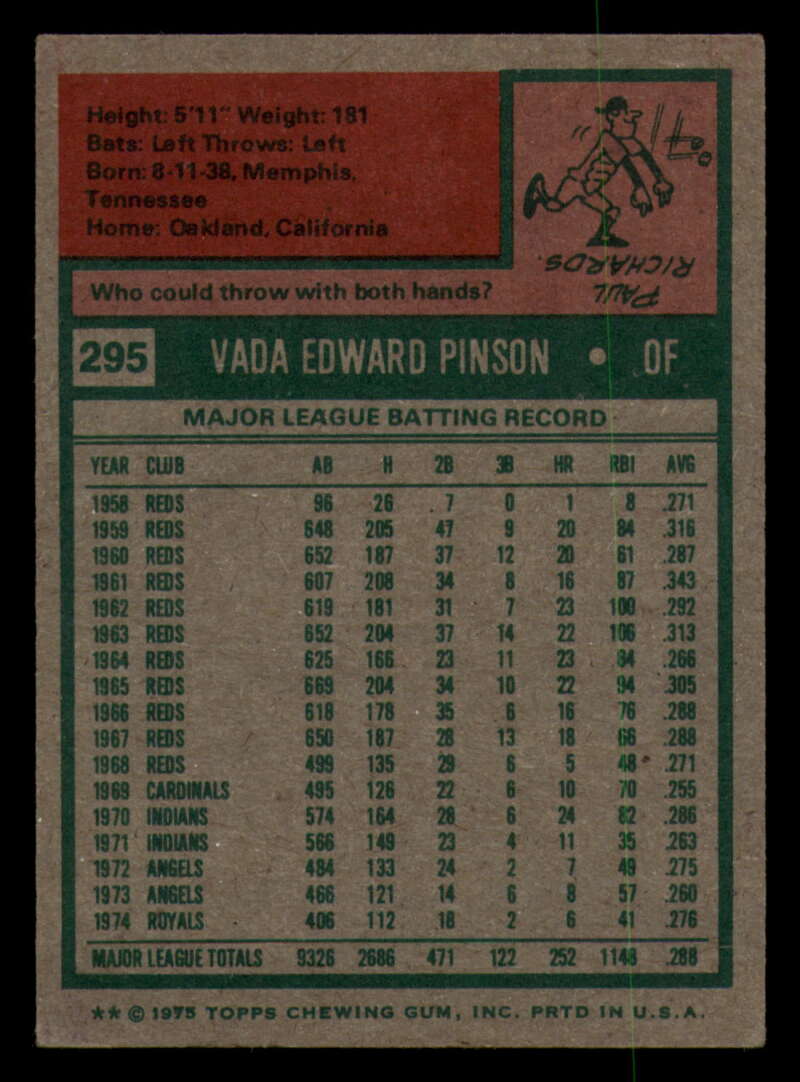 Height: 5'11" Weight: 181
Bats: Left Throws: Left
Born: 8-11-38, Memphis,
Tennessee
Home: Oakland, California
Who could throw with both hands?
PAUL
RICHARDS.
295 VADA EDWARD PINSON • OF
MAJOR LEAGUE BATTING RECORD
YEAR CLUB AB H 2B 3B HR RBI AVG
1958 REDS 96 26 7 0 1 8 .271
1959 REDS 648 205 47 9 20 84 .316
1960 REDS 652 187 37 12 20 61 .287
1961 REDS 607 208 34 8 16 87 .343
1962 REDS 619 181 31 7 23 100 .292
1963 REDS 652 204 37 14 22 106 .313
1964 REDS 625 166 23 11 23 84 .266
1965 REDS 669 204 34 10 22 94 .305
1966 REDS 618 178 35 6 16 76 .288
1967 REDS 650 187 28 13 18 66 .288
1968 REDS 499 135 29 6 5 48 .271
1969 CARDINALS 495 126 22 6 10 70 .255
1970 INDIANS 574 164 28 6 24 82 .286
1971 INDIANS 566 149 23 4 11 35 .263
1972 ANGELS 484 133 24 2 7 49 .275
1973 ANGELS 466 121 14 6 8 57 .260
1974 ROYALS 406 112 18 2 6 41 .276
MAJOR LEAGUE TOTALS 9326 2686 471 122 252 1148 .288
** © 1975 TOPPS CHEWING GUM, INC. PRTD IN U.S.A.